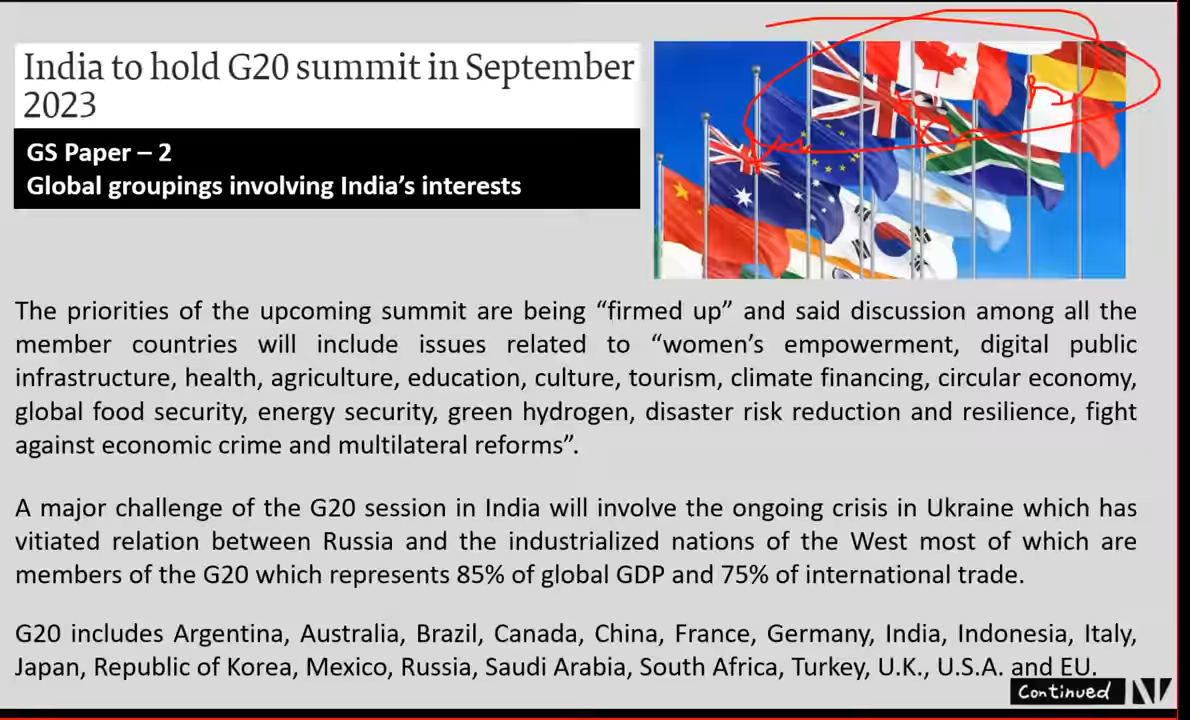 India to hold G20 summit in September
2023
GS Paper – 2
Global groupings involving India's interests
The priorities of the upcoming summit are being “firmed up” and said discussion among all the
member countries will include issues related to “women's empowerment, digital public
infrastructure, health, agriculture, education, culture, tourism, climate financing, circular economy,
global food security, energy security, green hydrogen, disaster risk reduction and resilience, fight
against economic crime and multilateral reforms”.
A major challenge of the G20 session in India will involve the ongoing crisis in Ukraine which has
vitiated relation between Russia and the industrialized nations of the West most of which are
members of the G20 which represents 85% of global GDP and 75% of international trade.
G20 includes Argentina, Australia, Brazil, Canada, China, France, Germany, India, Indonesia, Italy,
Japan, Republic of Korea, Mexico, Russia, Saudi Arabia, South Africa, Turkey, U.K., U.S.A. and EU.
Continued